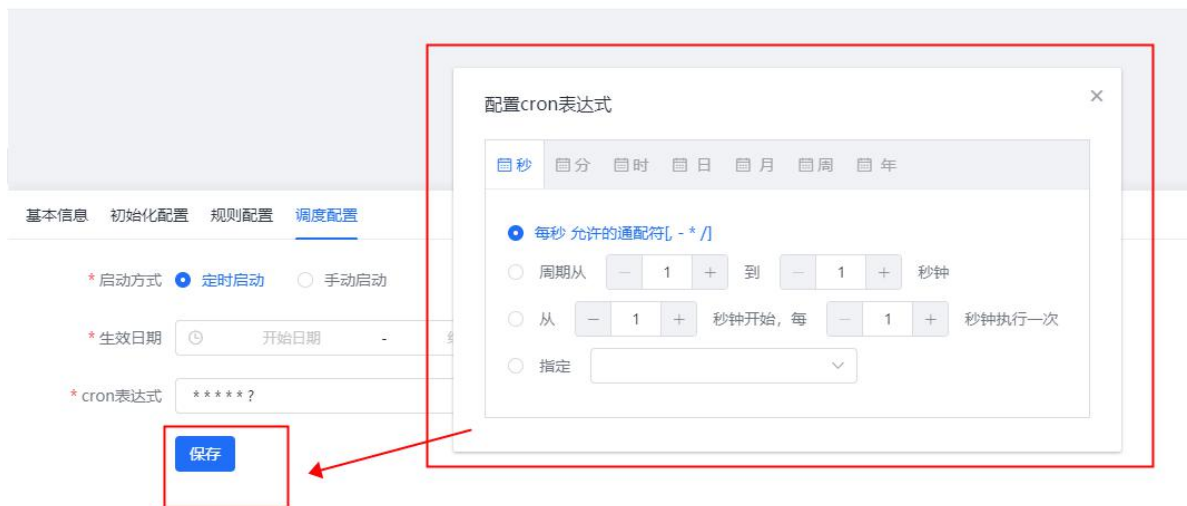 配置cron表达式
秒 分 时 日 月 周 年
每秒 允许的通配符[, - * /]
周期从 - 1 + 到 - 1 + 秒钟
从 - 1 + 秒钟开始, 每 - 1 + 秒钟执行一次
指定
基本信息 初始化配置 规则配置 调度配置
* 启动方式 定时启动 手动启动
* 生效日期 开始日期 -
* cron表达式 * * * * * ?
保存